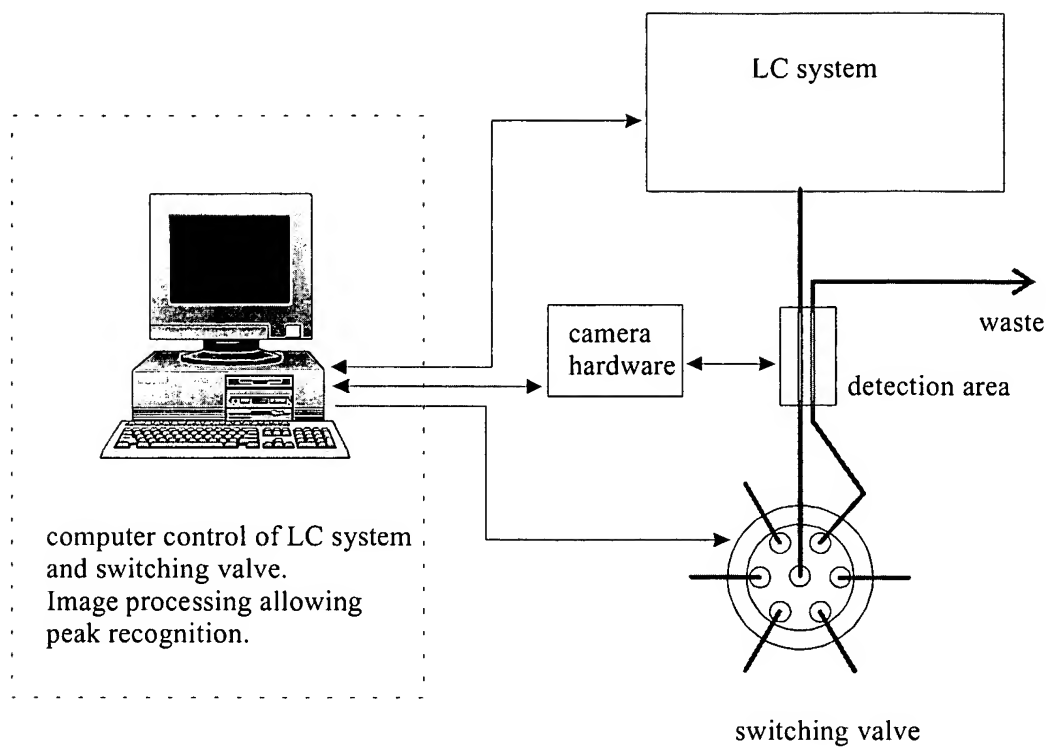 LC system
waste
camera
hardware
detection area
computer control of LC system
and switching valve.
Image processing allowing
peak recognition.
switching valve